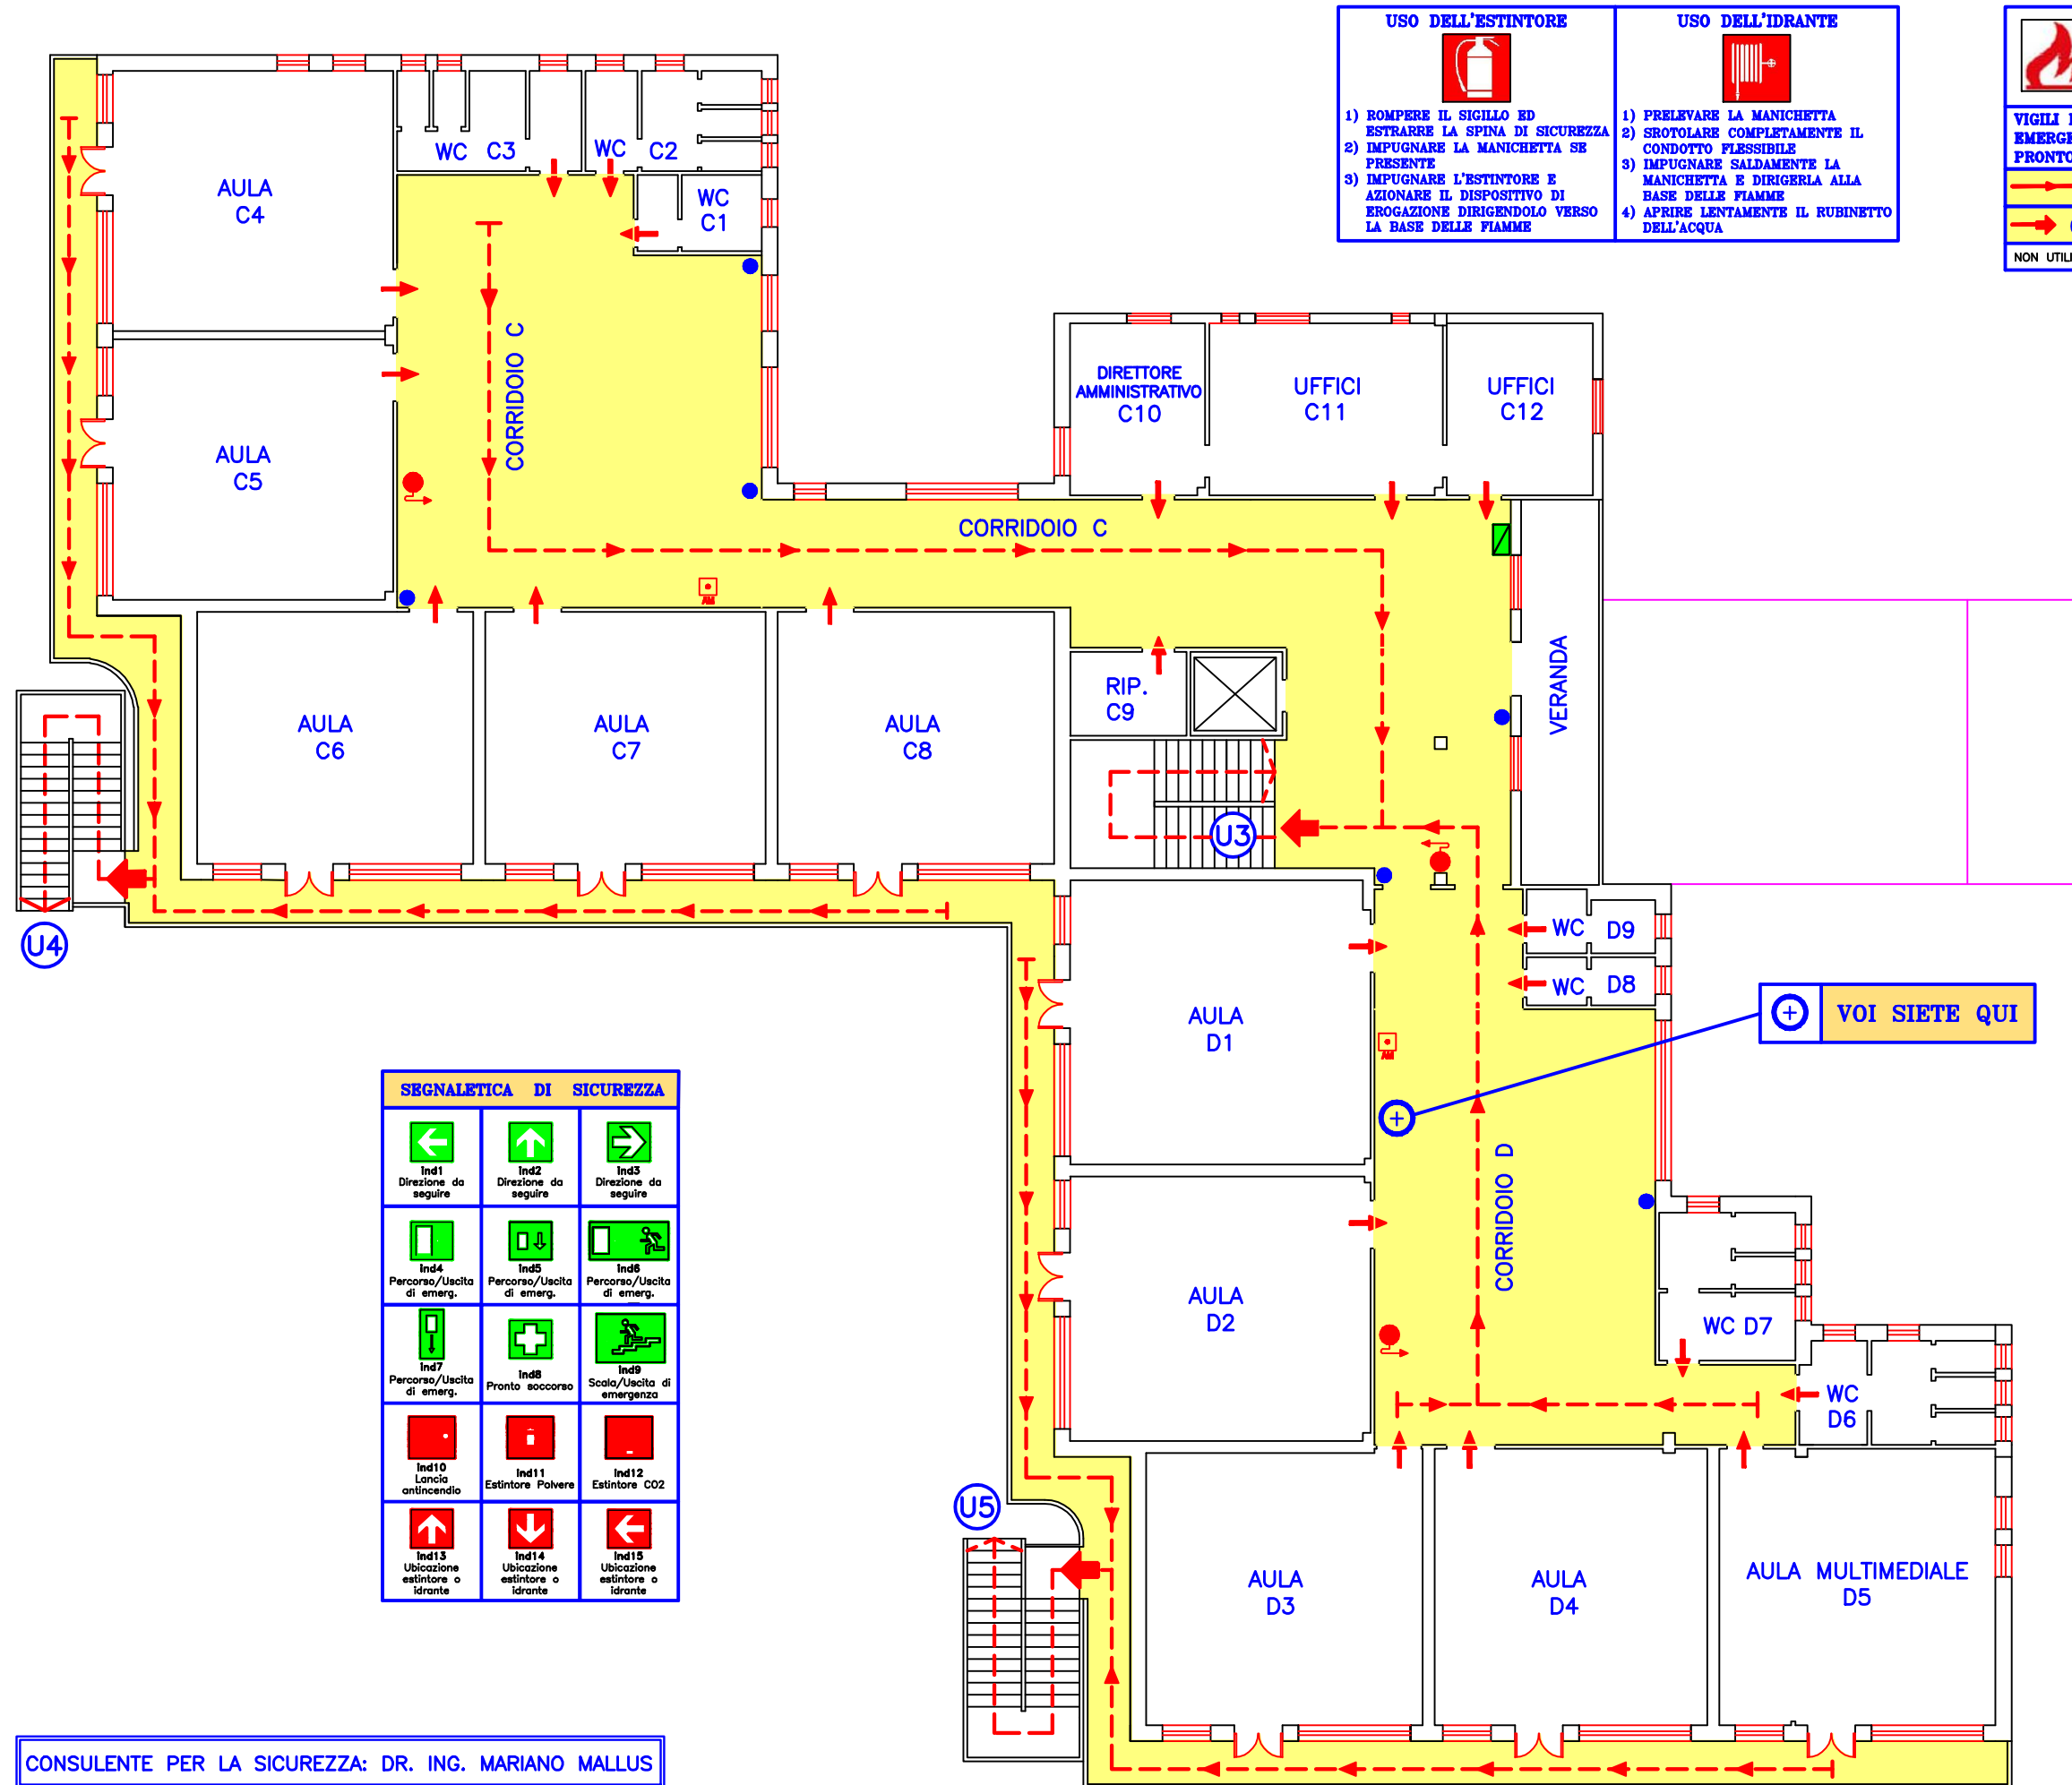 USO DELL'ESTINTORE
1) ROMPERE IL SIGILLO ED
ESTRARRE LA SPINA DI SICUREZZA
2) IMPUGNARE LA MANICHETTA SE
PRESENTE
3) IMPUGNARE L'ESTINTORE E
AZIONARE IL DISPOSITIVO DI
EROGAZIONE DIRIGENDOLO VERSO
LA BASE DELLE FIAMME
USO DELL'IDRANTE
1) PRELEVARE LA MANICHETTA
2) SROTOLARE COMPLETAMENTE IL
CONDOTTO FLESSIBILE
3) IMPUGNARE SALDAMENTE LA
MANICHETTA E DIRIGERLA ALLA
BASE DELLE FIAMME
4) APRIRE LENTAMENTE IL RUBINETTO
DELL'ACQUA
VIGILI
PRONTO
NON
AULA
C4
WC C3
WC C2
WC
C1
AULA
C5
CORRIDOIO C
DIRETTORE
AMMINISTRATIVO
C10
UFFICI
C11
UFFICI
C12
CORRIDOIO C
AM
VERANDA
RIP.
C9
AULA
C6
AULA
C7
AULA
C8
U3
U4
WC D9
WC D8
AULA
D1
AM
VOI SIETE QUI
CORRIDOIO D
AULA
D2
WC D7
WC
D6
U5
AULA
D3
AULA
D4
AULA MULTIMEDIALE
D5
SEGNALETICA DI SICUREZZA
ind1
Direzione da
seguire
ind2
Direzione da
seguire
ind3
Direzione da
seguire
ind4
Percorso/Uscita
di emerg.
ind5
Percorso/Uscita
di emerg.
ind6
Percorso/Uscita
di emerg.
ind7
Percorso/Uscita
di emerg.
ind8
Pronto soccorso
ind9
Scala/Uscita di
emergenza
ind10
Lancia
antincendio
ind11
Estintore Polvere
ind12
Estintore CO2
ind13
Ubicazione
estintore o
idrante
ind14
Ubicazione
estintore o
idrante
ind15
Ubicazione
estintore o
idrante
CONSULENTE PER LA SICUREZZA: DR. ING. MARIANO MALLUS